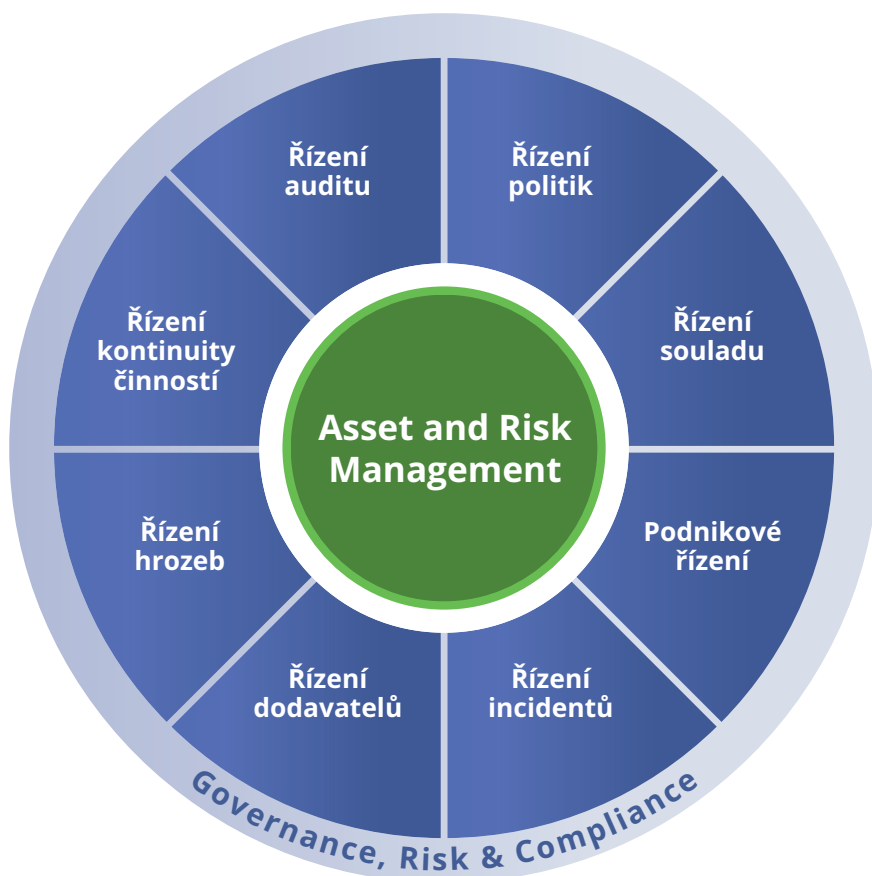 Řízení
auditu
Řízení
politik
Řízení
kontinuity
činností
Řízení
souladu
Asset and Risk
Management
Řízení
hrozeb
Podnikové
řízení
Řízení
dodavatelů
Řízení
incidentů
Governance, Risk & Compliance